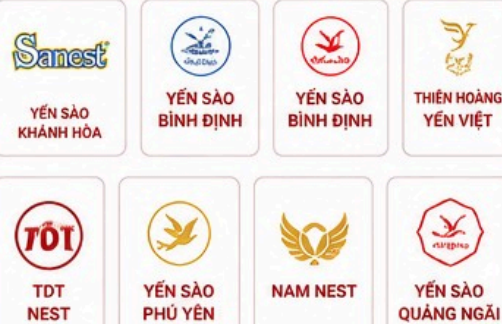 Sanest
YẾN SÀO
KHÁNH HÒA
YẾN SÀO
BÌNH ĐỊNH
YẾN SÀO
BÌNH ĐỊNH
THIÊN HOÀNG
YẾN VIỆT
TỐT
TDT
NEST
YẾN SÀO
PHÚ YÊN
NAM NEST
YẾN SÀO
QUẢNG NGÃI